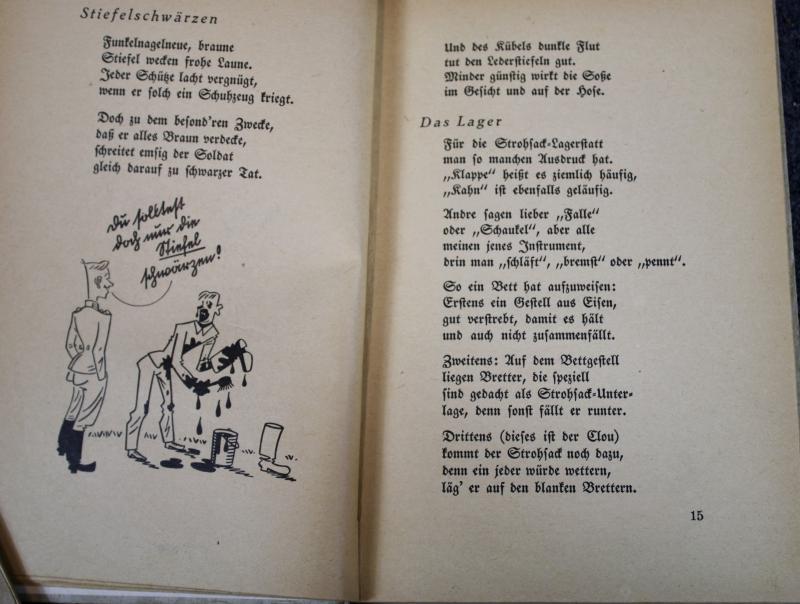 Stiefelschwärzen
Funkelnagelneue, braune
Stiefel wecken frohe Laune.
Jeder Schütze lacht vergnügt,
wenn er solch ein Schuhzeug kriegt.
Doch zu dem besond'ren Zwecke,
daß er alles Braun verdecke,
schreitet emsig der Soldat
gleich darauf zu schwarzer Tat.
Du solltest
doch nur die
Stiefel
schwärzen!
Und des Kübels dunkle Flut
tut den Lederstiefeln gut.
Minder günstig wirkt die Soße
im Gesicht und auf der Hose.
Das Lager
Für die Strohsack-Lagerstatt
man so manchen Ausdruck hat.
„Klappe“ heißt es ziemlich häufig,
„Kahn“ ist ebenfalls geläufig.
Andre sagen lieber „Falle“
oder „Schaukel“, aber alle
meinen jenes Instrument,
drin man „schläft“, „bremst“ oder „pennt“.
So ein Bett hat aufzuweisen:
Erstens ein Gestell aus Eisen,
gut verstrebt, damit es hält
und auch nicht zusammenfällt.
Zweitens: Auf dem Bettgestell
liegen Bretter, die speziell
sind gedacht als Strohsack-Unter-
lage, denn sonst fällt er runter.
Drittens (dieses ist der Clou)
kommt der Strohsack noch dazu,
denn ein jeder würde wettern,
läg' er auf den blanken Brettern.
15